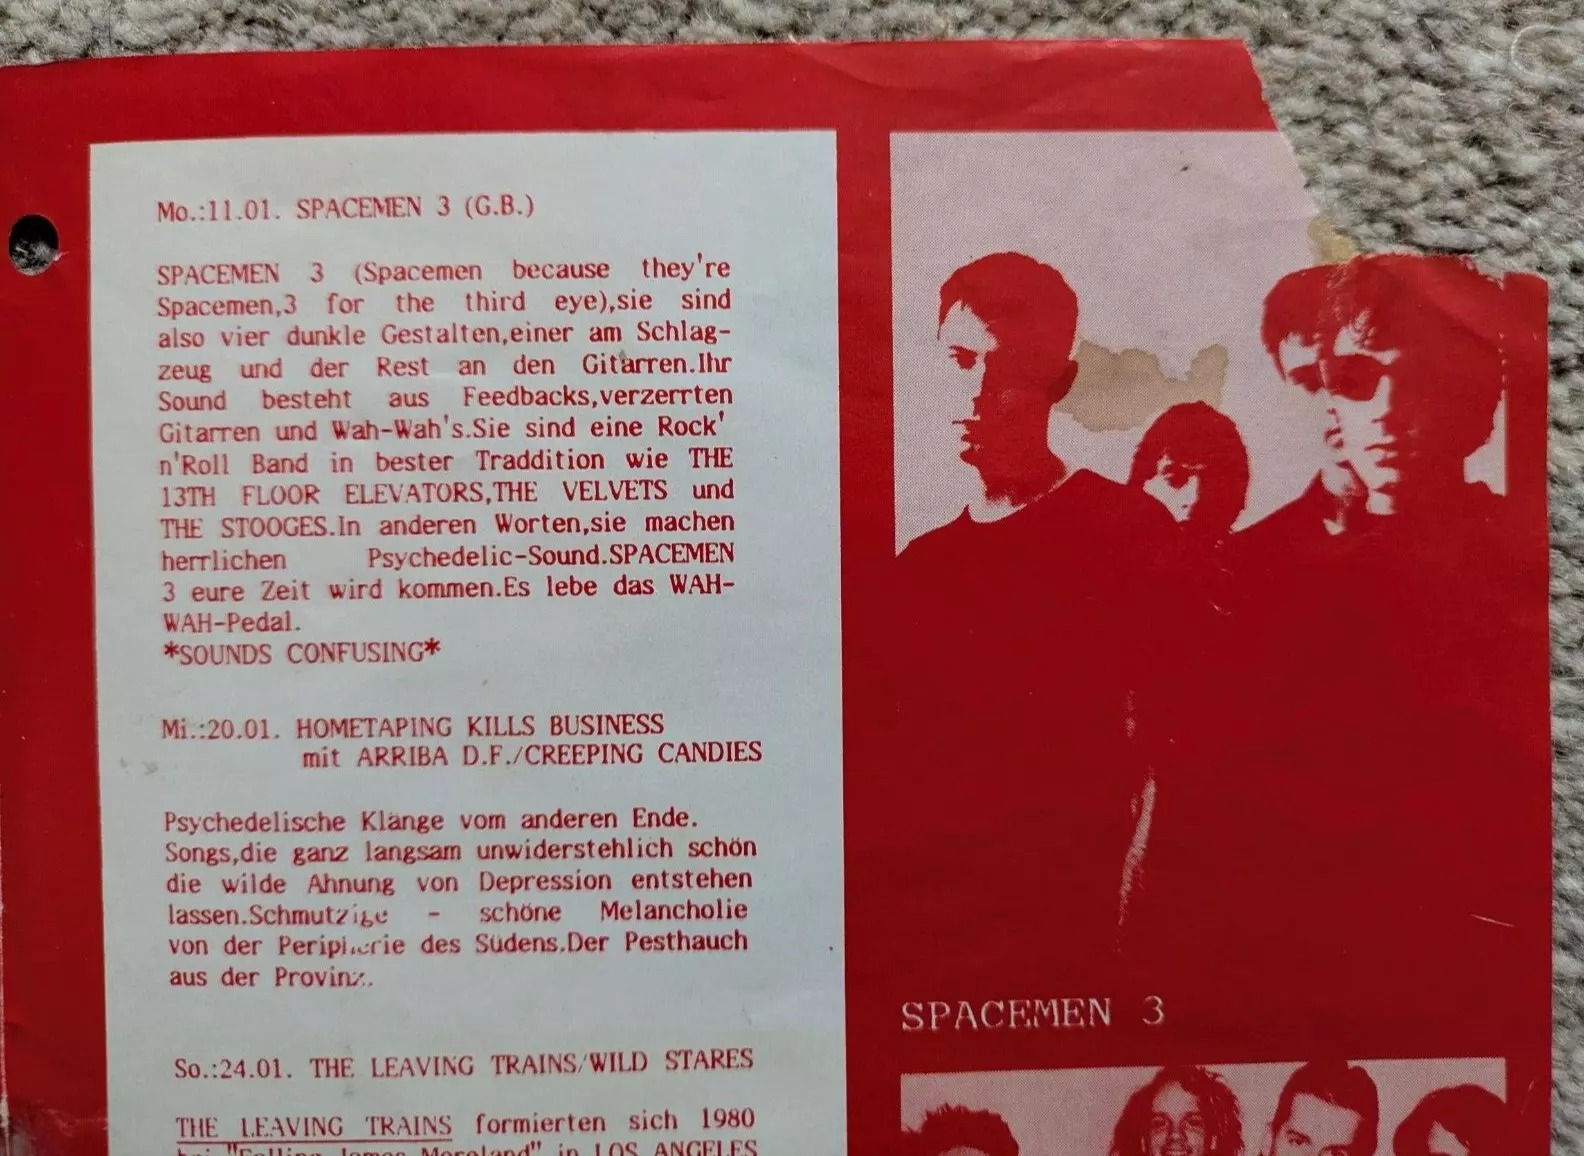 Mo.:11.01. SPACEMEN 3 (G.B.)
SPACEMEN 3 (Spacemen because they're
Spacemen,3 for the third eye),sie sind
also vier dunkle Gestalten,einer am Schlag-
zeug und der Rest an den Gitarren.Ihr
Sound besteht aus Feedbacks,verzerrten
Gitarren und Wah-Wah's.Sie sind eine Rock'
n'Roll Band in bester Traddition wie THE
13TH FLOOR ELEVATORS,THE VELVETS und
THE STOOGES.In anderen Worten,sie machen
herrlichen Psychedelic-Sound.SPACEMEN
3 eure Zeit wird kommen.Es lebe das WAH-
WAH-Pedal.
*SOUNDS CONFUSING*
Mi.:20.01. HOMETAPING KILLS BUSINESS
mit ARRIBA D.F./CREEPING CANDIES
Psychedelische Klänge vom anderen Ende.
Songs,die ganz langsam unwiderstehlich schön
die wilde Ahnung von Depression entstehen
lassen.Schmutzige - schöne Melancholie
von der Peripherie des Südens.Der Pesthauch
aus der Provinz.
So.:24.01. THE LEAVING TRAINS/WILD STARES
THE LEAVING TRAINS formierten sich 1980
bei "Falling James Moreland" in LOS ANGELES
SPACEMEN 3